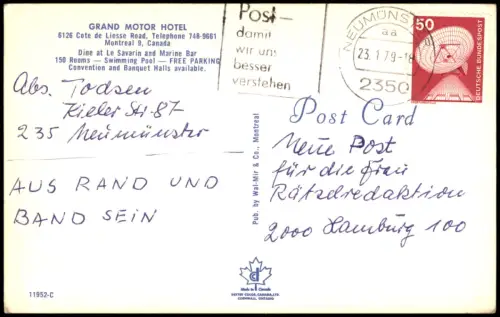 GRAND MOTOR HOTEL
6126 Cote de Liesse Road, Telephone 748-9661
Montreal 9, Canada
Dine at Le Savarin and Marine Bar
150 Rooms — Swimming Pool — FREE PARKING
Convention and Banquet Halls available.
Post-
damit
wir uns
besser
verstehen
NEUMÜNS
23.1.79-18
aa
2350
50
DEUTSCHE BUNDESPOST
Abs. Todsen
Kieler Str. 87
235 Neumünster
AUS RAND UND
BAND SEIN
Pub. by Wal-Mir & Co., Montreal
Post Card
Neue Post
für die Frau
Rätzelredaktion
2000 Hamburg 100
Made in Canada
11952-C